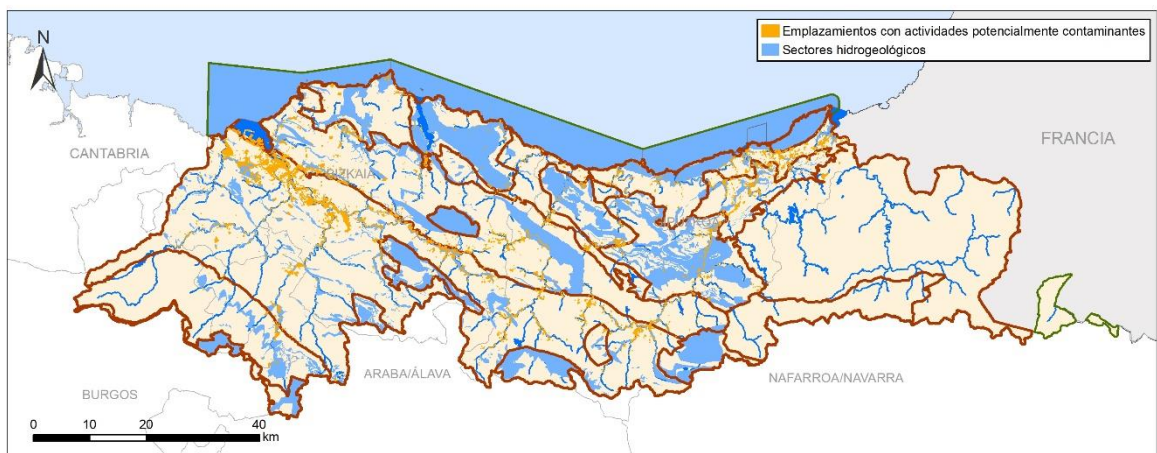 N
Emplazamientos con actividades potencialmente contaminantes
Sectores hidrogeológicos
FRANCIA
CANTABRIA
BIZKAIA
ARABA/ÁLAVA
NAFARROA/NAVARRA
BURGOS
0 10 20 40
km